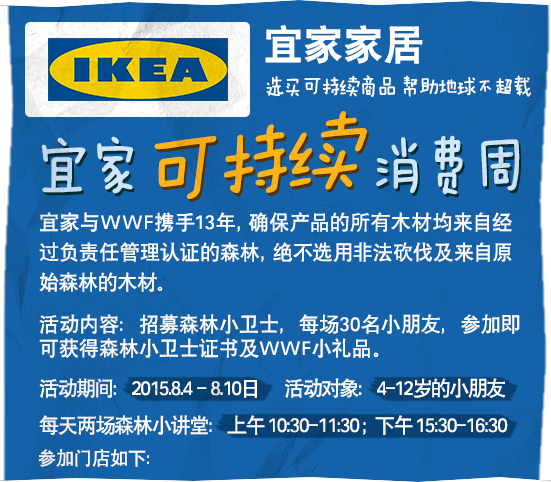 IKEA
宜家家居
选买可持续商品 帮助地球不超载
宜家 可持续 消费周
宜家与WWF携手13年, 确保产品的所有木材均来自经
过负责任管理认证的森林, 绝不选用非法砍伐及来自原
始森林的木材。
活动内容: 招募森林小卫士, 每场30名小朋友, 参加即
可获得森林小卫士证书及WWF小礼品。
活动期间: 2015.8.4 - 8.10日 活动对象: 4-12岁的小朋友
每天两场森林小讲堂: 上午 10:30-11:30 ; 下午 15:30-16:30
参加门店如下: